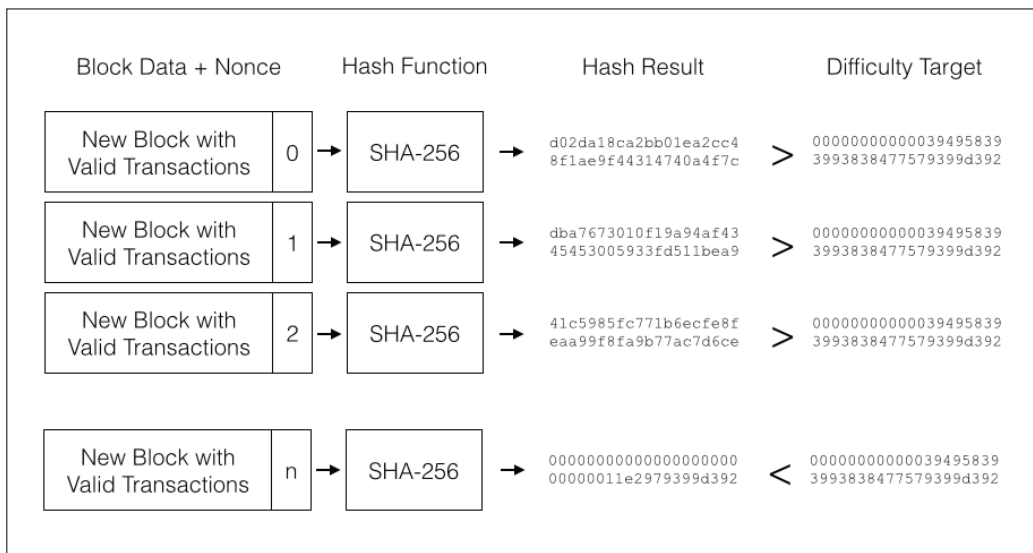 Block Data + Nonce
Hash Function
Hash Result
Difficulty Target
New Block with
Valid Transactions
0
SHA-256
d02da18ca2bb01ea2cc4
8f1ae9f44314740a4f7c
>
00000000000039495839
3993838477579399d392
New Block with
Valid Transactions
1
SHA-256
dba7673010f19a94af43
45453005933fd511bea9
>
00000000000039495839
3993838477579399d392
New Block with
Valid Transactions
2
SHA-256
41c5985fc771b6ecfe8f
eaa99f8fa9b77ac7d6ce
>
00000000000039495839
3993838477579399d392
New Block with
Valid Transactions
n
SHA-256
00000000000000000000
00000011e2979399d392
<
00000000000039495839
3993838477579399d392